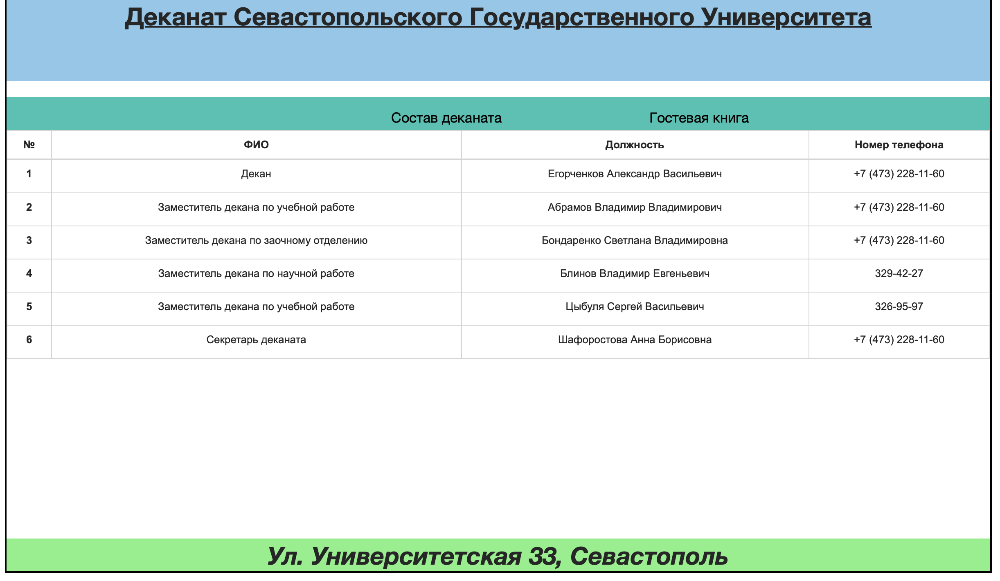 Деканат Севастопольского Государственного Университета
Состав деканата Гостевая книга
№ ФИО Должность Номер телефона
1 Декан Егорченков Александр Васильевич +7 (473) 228-11-60
2 Заместитель декана по учебной работе Абрамов Владимир Владимирович +7 (473) 228-11-60
3 Заместитель декана по заочному отделению Бондаренко Светлана Владимировна +7 (473) 228-11-60
4 Заместитель декана по научной работе Блинов Владимир Евгеньевич 329-42-27
5 Заместитель декана по учебной работе Цыбуля Сергей Васильевич 326-95-97
6 Секретарь деканата Шафоростова Анна Борисовна +7 (473) 228-11-60
Ул. Университетская 33, Севастополь